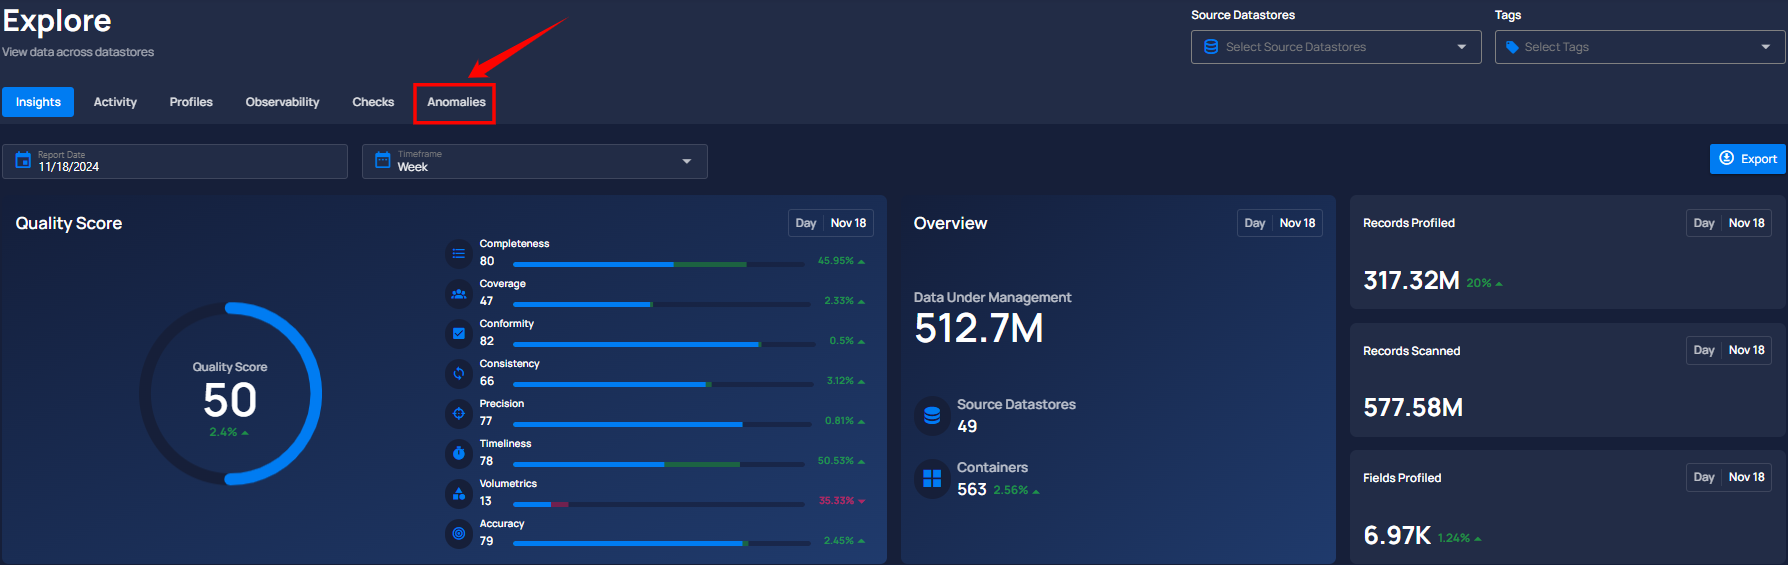 Explore
View data across datastores
Source Datastores
Select Source Datastores
Tags
Select Tags
Insights
Activity
Profiles
Observability
Checks
Anomalies
Report Date
11/18/2024
Timeframe
Week
Export
Quality Score
Day Nov 18
Quality Score
50
2.4%
Completeness
80
45.95%
Coverage
47
2.33%
Conformity
82
0.5%
Consistency
66
3.12%
Precision
77
0.81%
Timeliness
78
50.53%
Volumetrics
13
35.33%
Accuracy
79
2.45%
Overview
Day Nov 18
Data Under Management
512.7M
Source Datastores
49
Containers
563 2.56%
Records Profiled
Day Nov 18
317.32M 20%
Records Scanned
Day Nov 18
577.58M
Fields Profiled
Day Nov 18
6.97K 1.24%